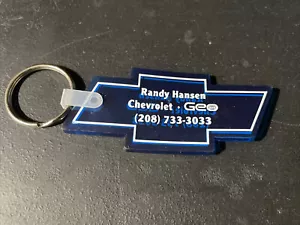 Randy Hansen
Chevrolet · Geo
(208) 733-3033